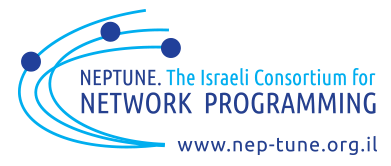 NEPTUNE. The Israeli Consortium for
NETWORK PROGRAMMING
www.nep-tune.org.il